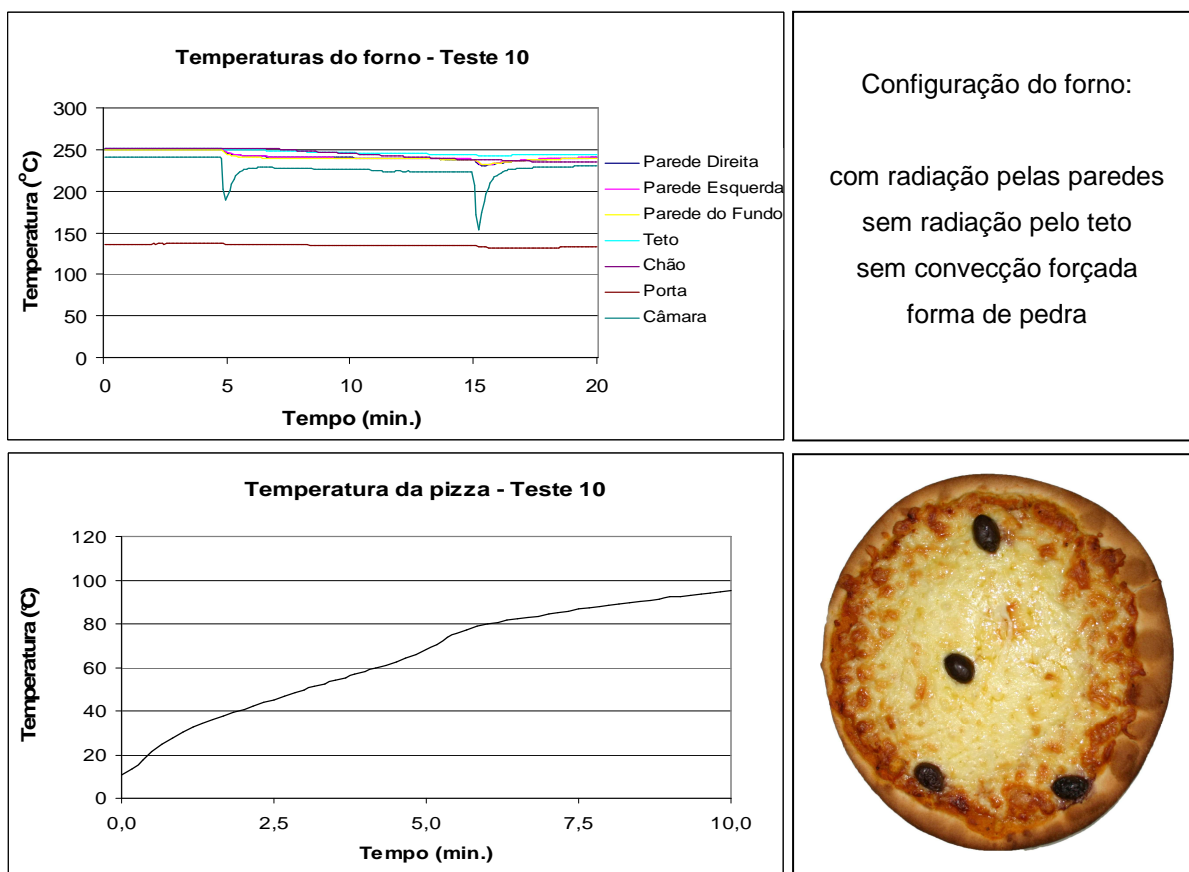 Temperaturas do forno - Teste 10
300
250
200
150
100
50
0
Temperatura (°C)
0 5 10 15 20
Tempo (min.)
Parede Direita
Parede Esquerda
Parede do Fundo
Teto
Chão
Porta
Câmara
Configuração do forno:
com radiação pelas paredes
sem radiação pelo teto
sem convecção forçada
forma de pedra
Temperatura da pizza - Teste 10
120
100
80
60
40
20
0
Temperatura (°C)
0,0 2,5 5,0 7,5 10,0
Tempo (min.)